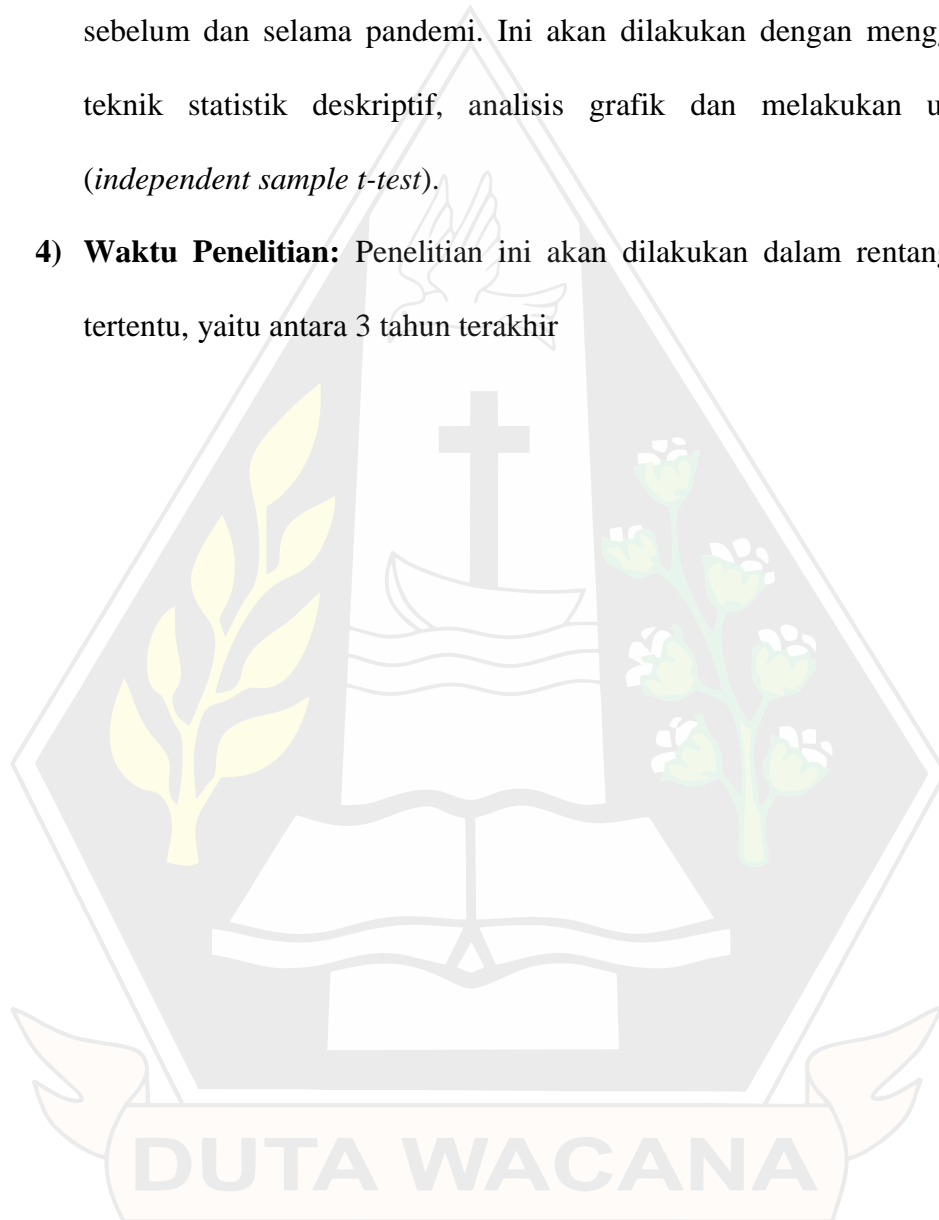 sebelum dan selama pandemi. Ini akan dilakukan dengan mengg
teknik statistik deskriptif, analisis grafik dan melakukan u
(independent sample t-test).
4) Waktu Penelitian: Penelitian ini akan dilakukan dalam rentang
tertentu, yaitu antara 3 tahun terakhir
DUTA WACANA